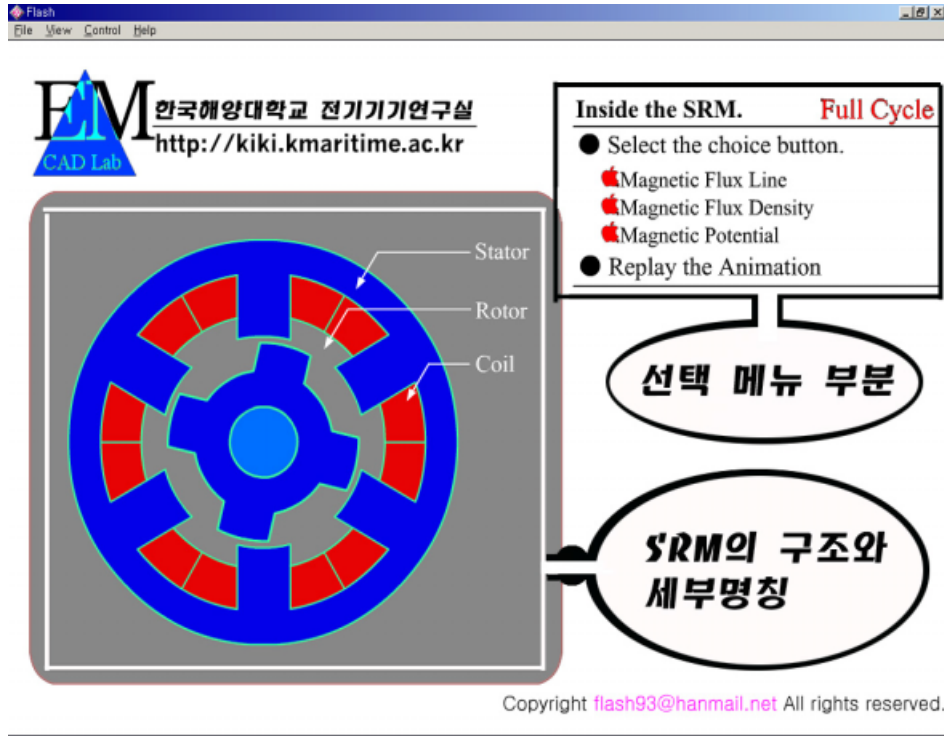 Flash
File View Control Help
EM
CAD Lab
한국해양대학교 전기기기연구실
http://kiki.kmaritime.ac.kr
Inside the SRM. Full Cycle
Select the choice button.
Magnetic Flux Line
Magnetic Flux Density
Magnetic Potential
Replay the Animation
Stator
Rotor
Coil
선택 메뉴 부분
SRM의 구조와
세부명칭
Copyright flash93@hanmail.net All rights reserved.